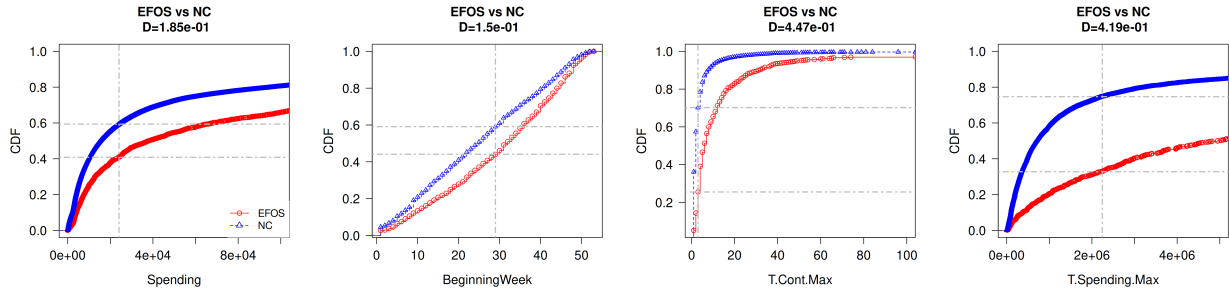 EFOS vs NC
D=1.85e-01
CDF
1.0
0.8
0.6
0.4
0.2
0.0
EFOS
NC
0e+00 4e+04 8e+04
Spending
EFOS vs NC
D=1.5e-01
CDF
1.0
0.8
0.6
0.4
0.2
0.0
0 10 20 30 40 50
BeginningWeek
EFOS vs NC
D=4.47e-01
CDF
1.0
0.8
0.6
0.4
0.2
0 20 40 60 80 100
T.Cont.Max
EFOS vs NC
D=4.19e-01
CDF
1.0
0.8
0.6
0.4
0.2
0.0
0e+00 2e+06 4e+06
T.Spending.Max